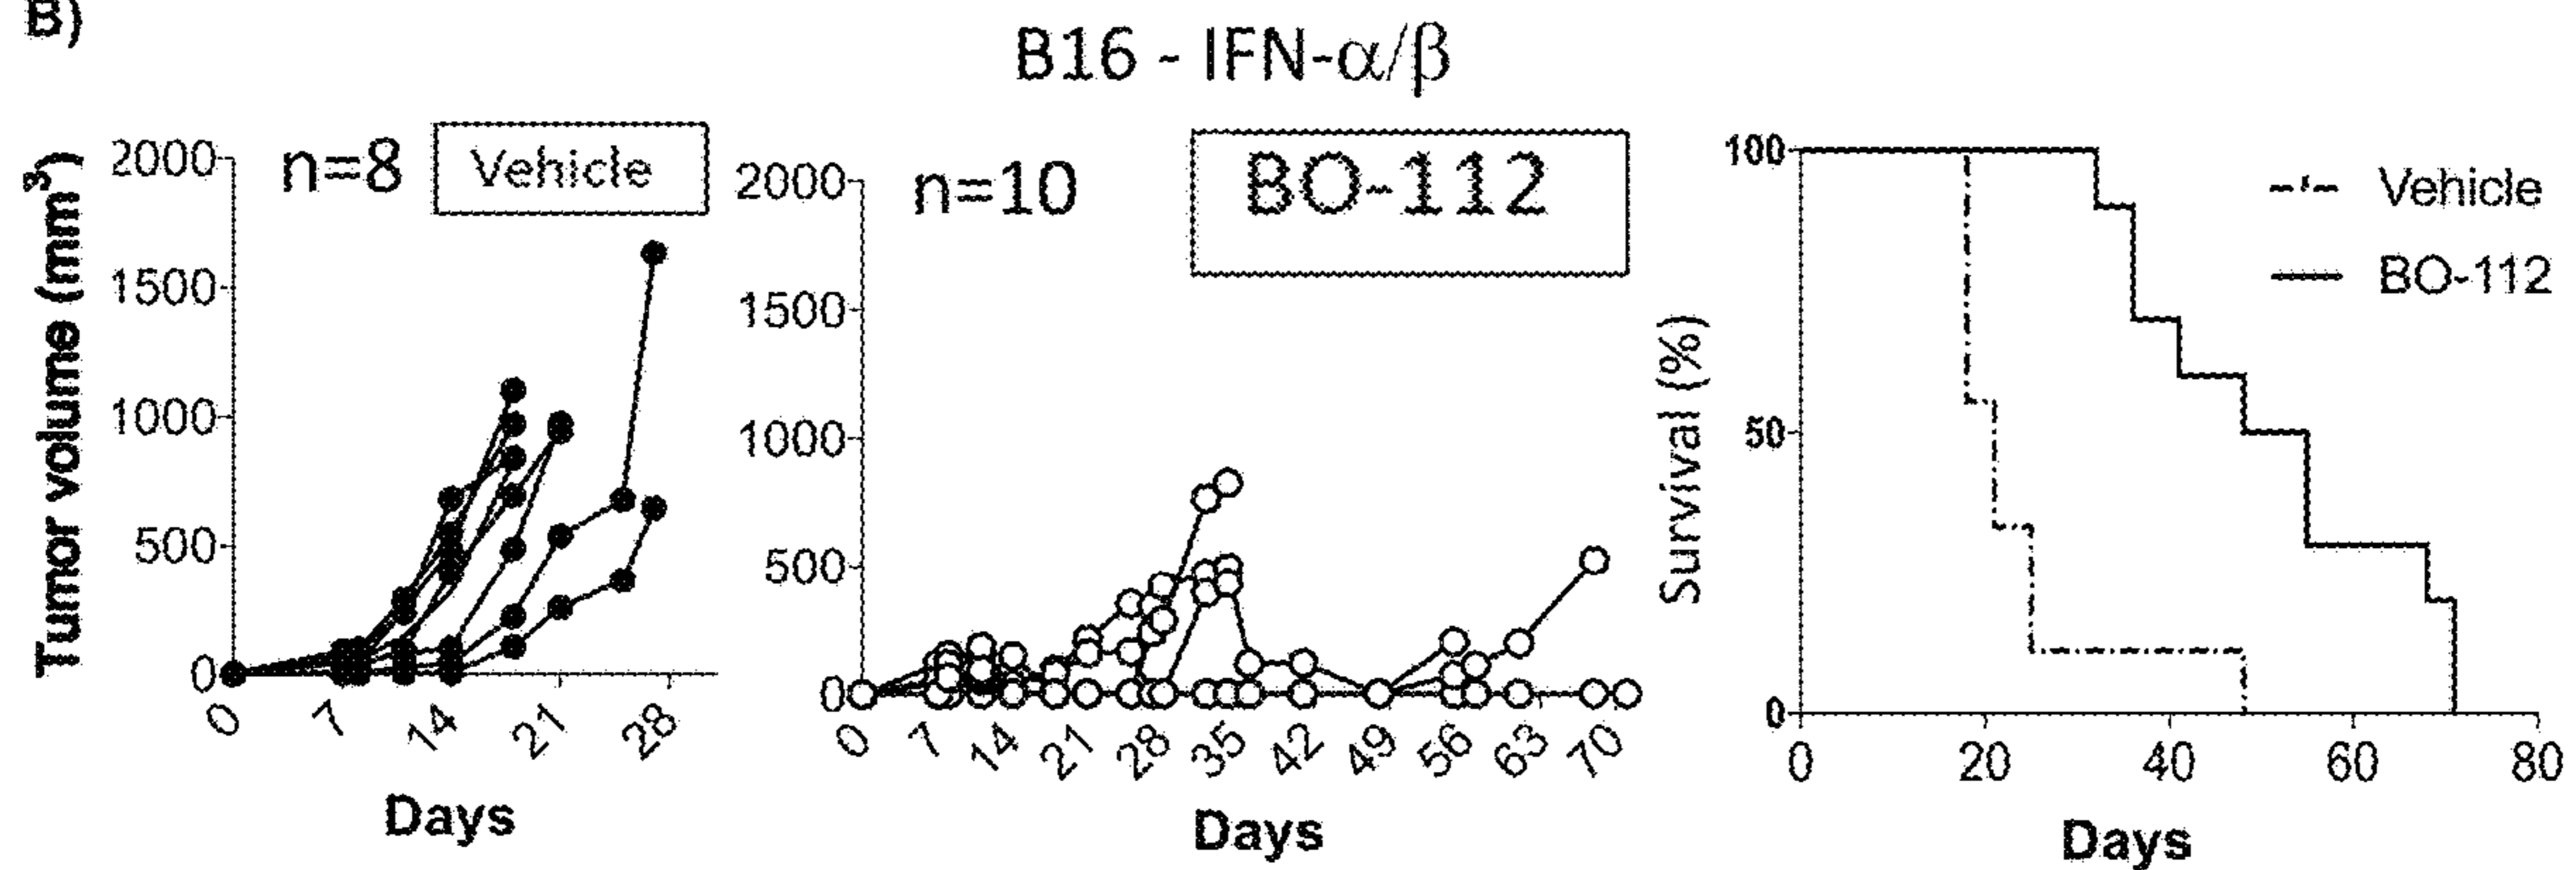 B)
B16 - IFN-α/β
Tumor volume (mm³)
2000
1500
1000
500
0
n=8
Vehicle
0 7 14 21 28
Days
2000
1500
1000
500
0
n=10
BO-112
0 7 14 21 28 35 42 49 56 63 70
Days
Survival (%)
100
50
0
Vehicle
BO-112
0 20 40 60 80
Days